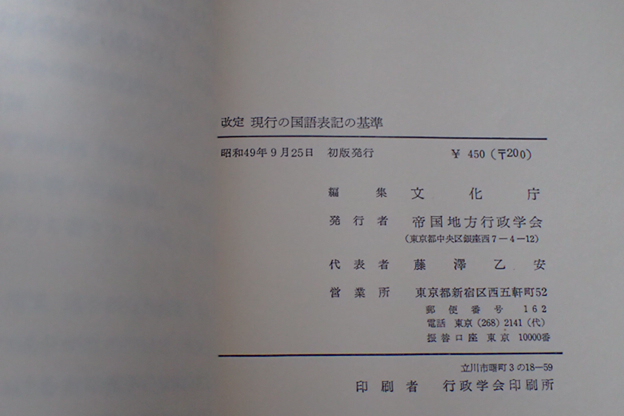 改定 現行の国語表記の基準
昭和49年9月25日 初版発行 ¥ 450 (〒200)
編集 文化庁
発行者 帝国地方行政学会
(東京都中央区銀座西7-4-12)
代表者 藤澤乙安
営業所 東京都新宿区西五軒町52
郵便番号 162
電話 東京 (268) 2141 (代)
振替口座 東京 10000番
立川市曙町3の18-59
印刷者 行政学会印刷所